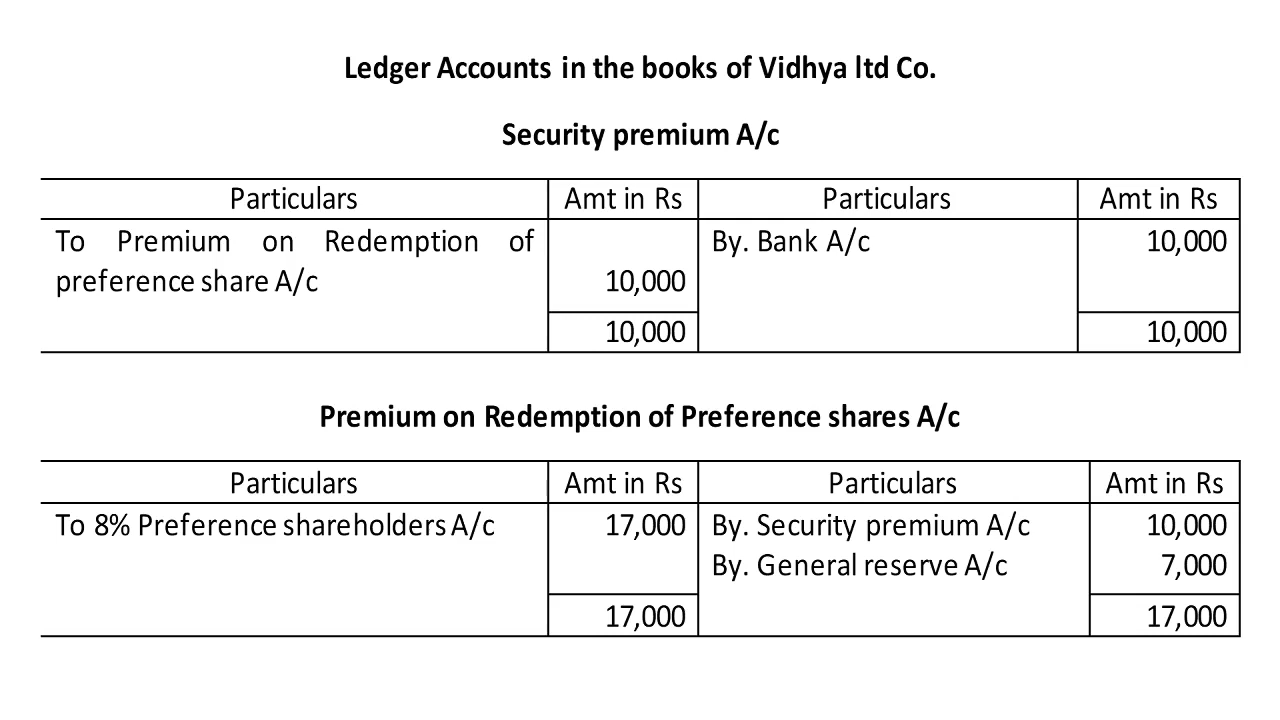 Ledger Accounts in the books of Vidhya ltd Co.
Security premium A/c
Particulars Amt in Rs Particulars Amt in Rs
To Premium on Redemption of By. Bank A/c 10,000
preference share A/c 10,000
10,000 10,000
Premium on Redemption of Preference shares A/c
Particulars Amt in Rs Particulars Amt in Rs
To 8% Preference shareholders A/c 17,000 By. Security premium A/c 10,000
By. General reserve A/c 7,000
17,000 17,000